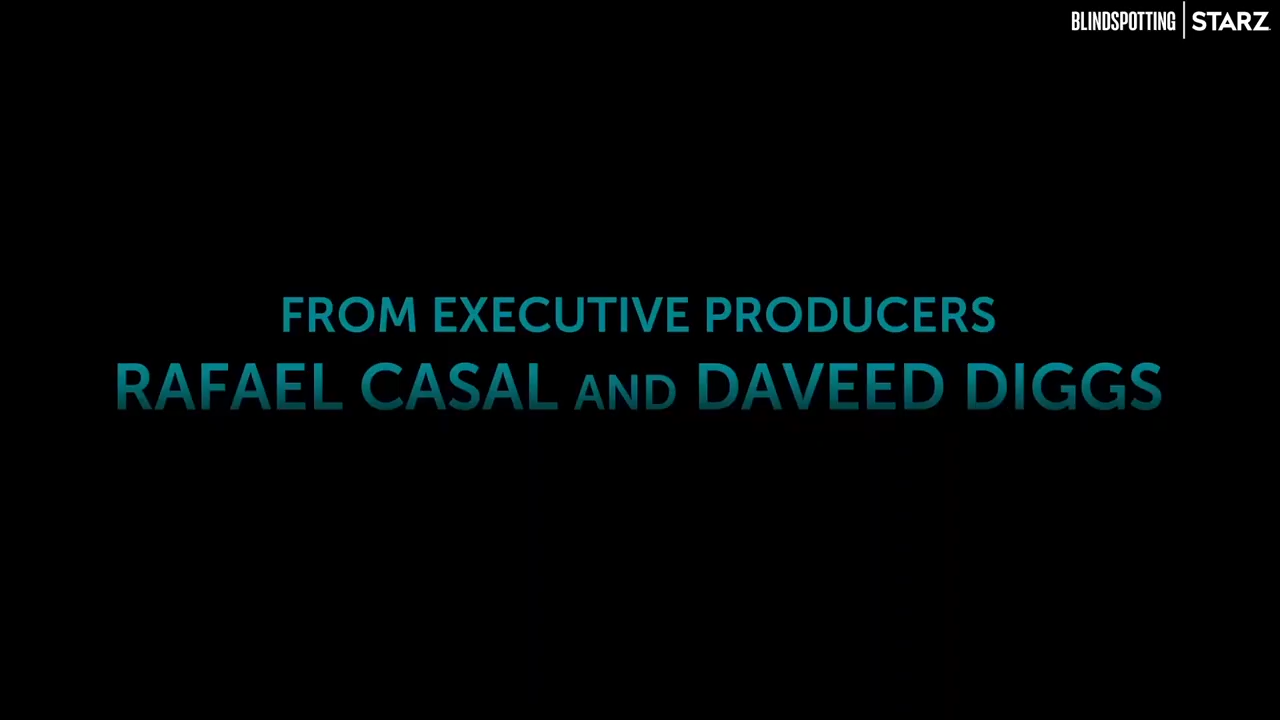 BLINDSPOTTING | STARZ
FROM EXECUTIVE PRODUCERS
RAFAEL CASAL AND DAVEED DIGGS